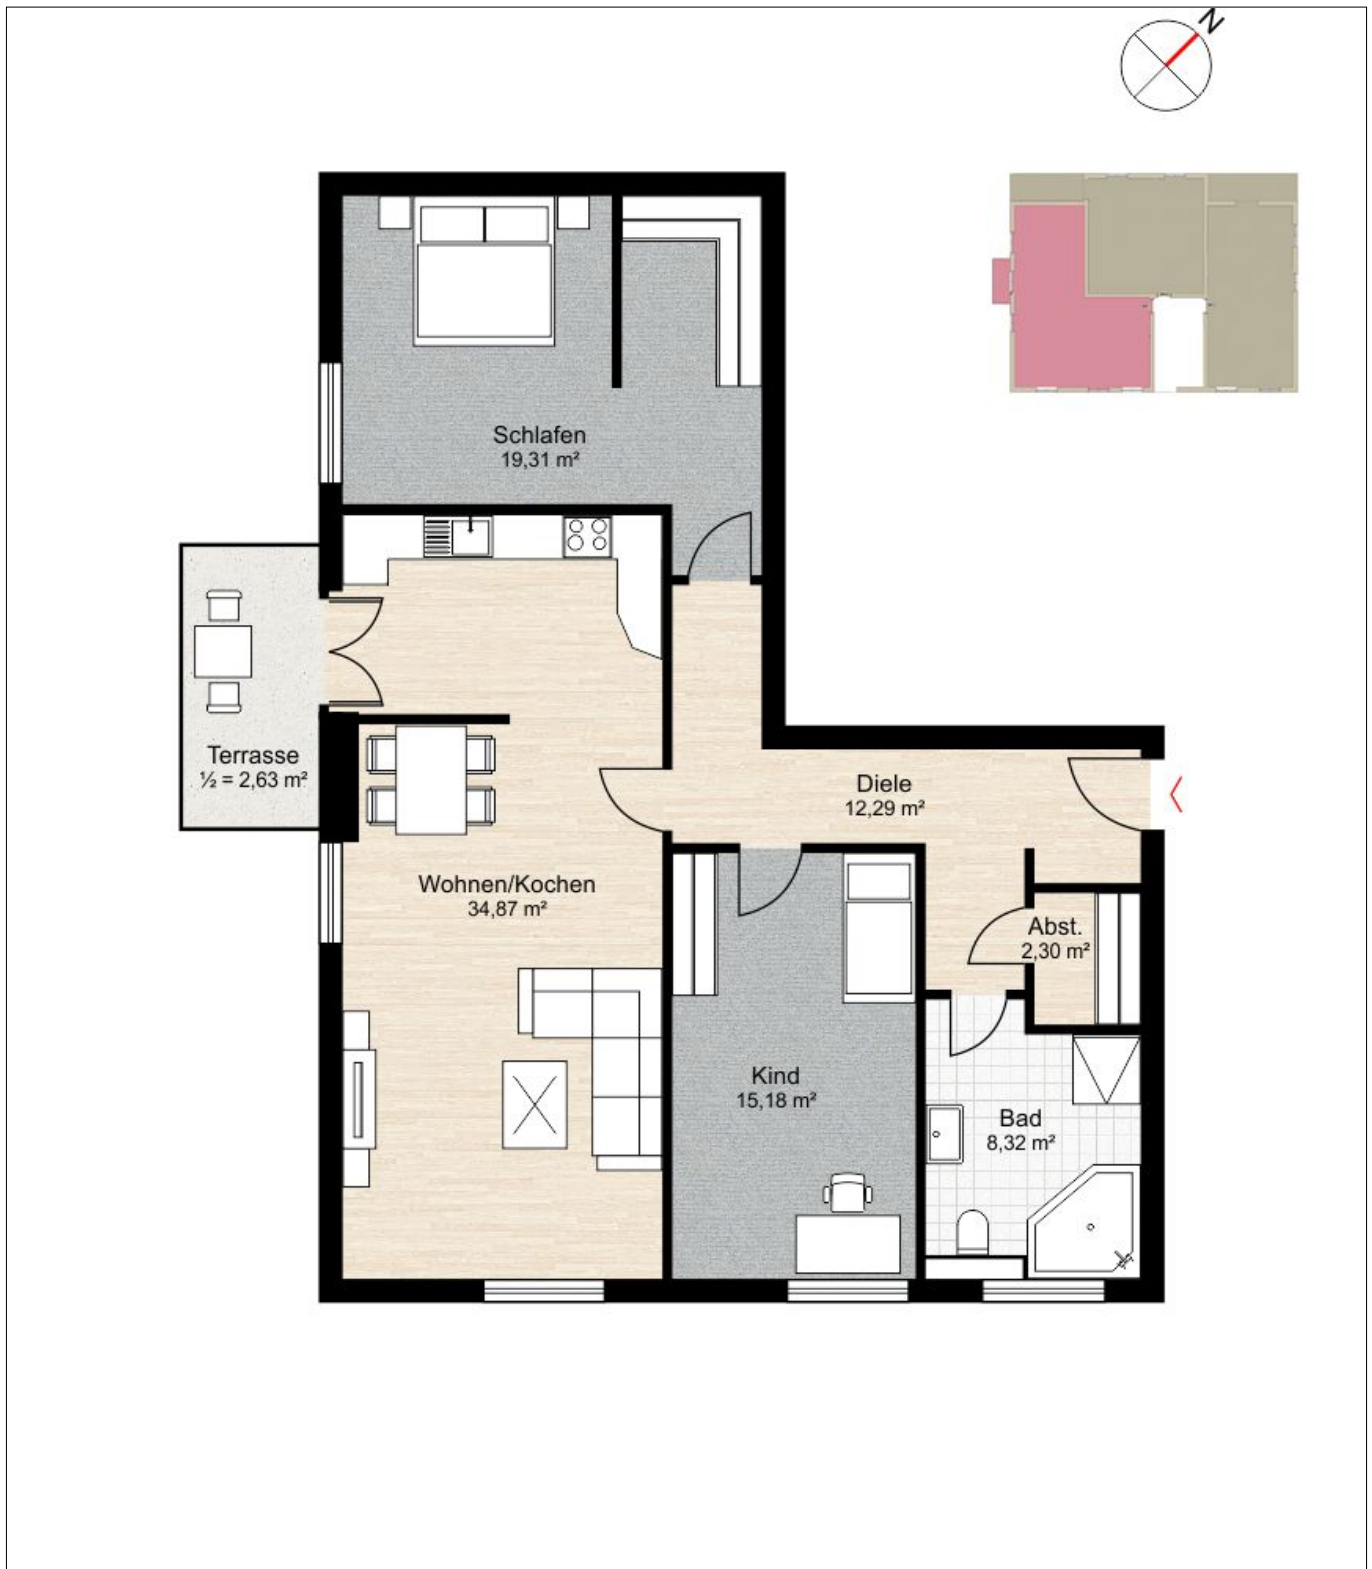 N
Schlafen
19,31 m²
Terrasse
½ = 2,63 m²
Diele
12,29 m²
Wohnen/Kochen
34,87 m²
Abst.
2,30 m²
Kind
15,18 m²
Bad
8,32 m²